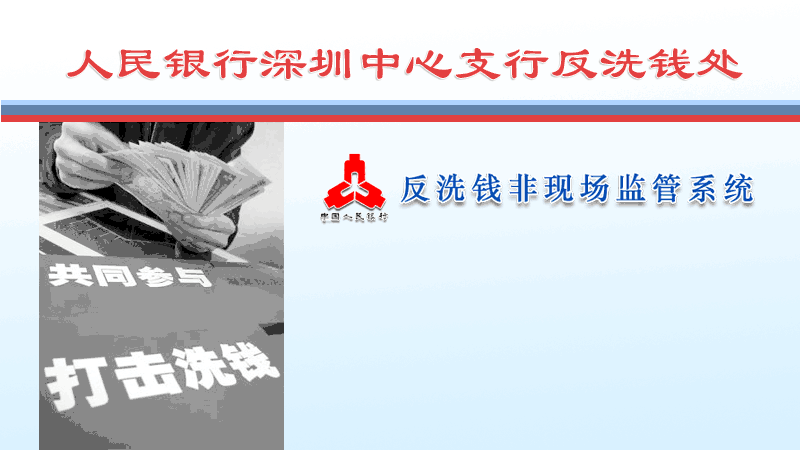 人民银行深圳中心支行反洗钱处
中国人民银行
反洗钱非现场监管系统
共同参与
打击洗钱